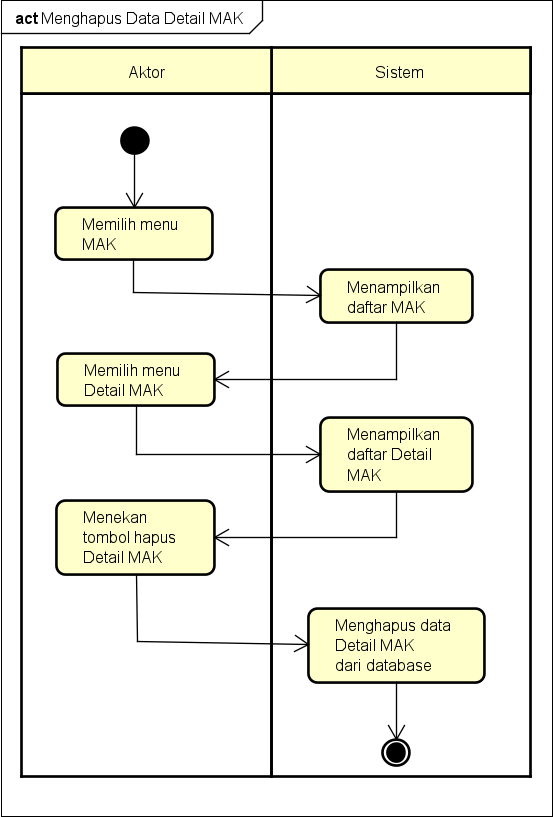 act Menghapus Data Detail MAK
Aktor
Sistem
Memilih menu
MAK
Menampilkan
daftar MAK
Memilih menu
Detail MAK
Menampilkan
daftar Detail
MAK
Menekan
tombol hapus
Detail MAK
Menghapus data
Detail MAK
dari database